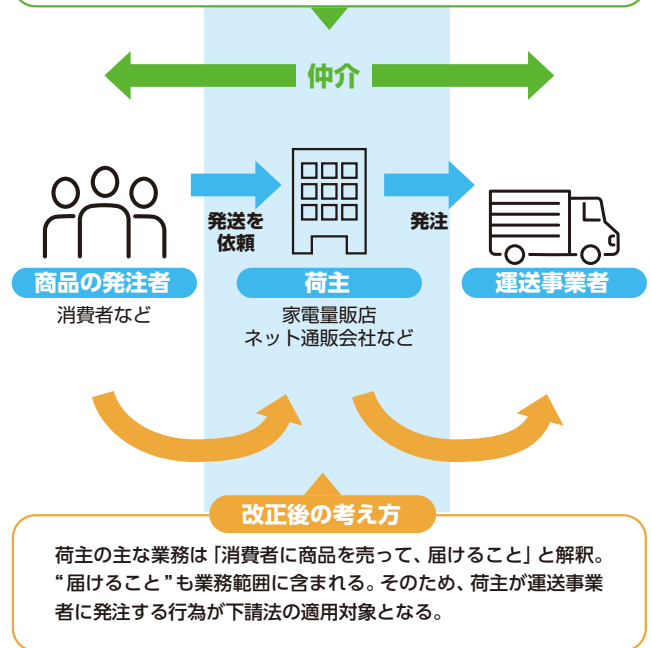 仲介
発送を
依頼
発注
商品の発注者
消費者など
荷主
家電量販店
ネット通販会社など
運送事業者
改正後の考え方
荷主の主な業務は「消費者に商品を売って、届けること」と解釈。
“届けること”も業務範囲に含まれる。そのため、荷主が運送事業
者に発注する行為が下請法の適用対象となる。